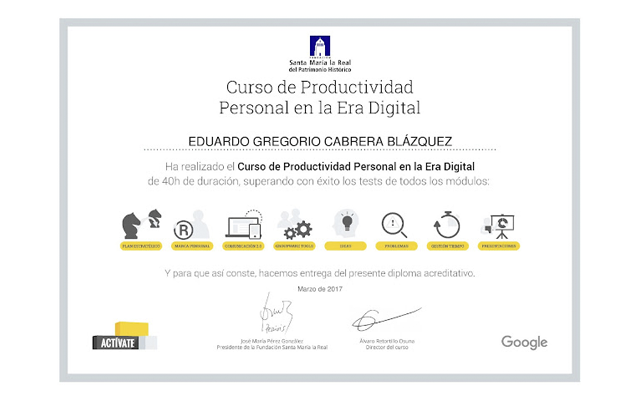 FUNDACIÓN
Santa María la Real
del Patrimonio Histórico
Curso de Productividad
Personal en la Era Digital
EDUARDO GREGORIO CABRERA BLÁZQUEZ
Ha realizado el Curso de Productividad Personal en la Era Digital
de 40h de duración, superando con éxito los tests de todos los módulos:
R
PLAN ESTRATÉGICO MARCA PERSONAL COMUNICACIÓN 2.0 IDEAS PROBLEMAS GESTIÓN TIEMPO PRESENTACIONES
Y para que así conste, hacemos entrega del presente diploma acreditativo.
Marzo de 2017
José María Pérez González
Presidente de la Fundación Santa María la Real
Álvaro Retortillo Osuna
Director del curso
ACTÍVATE
Google